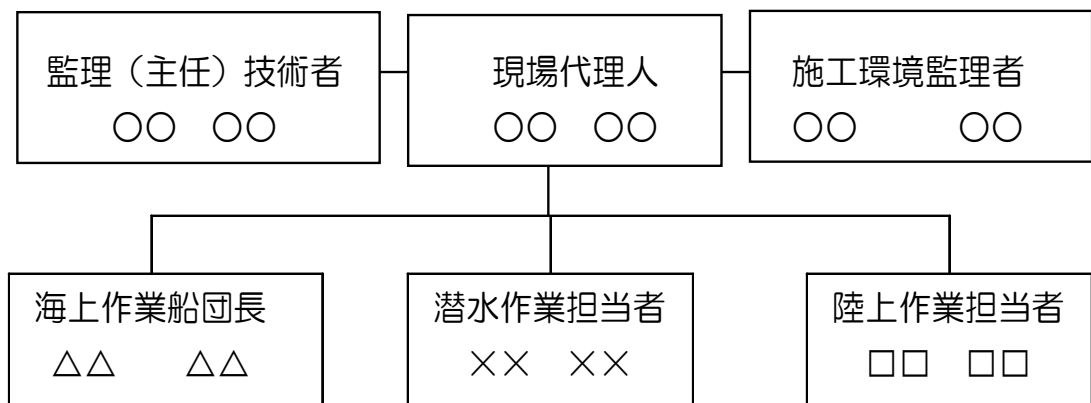 監理（主任）技術者
○○　○○
現場代理人
○○　○○
施工環境監理者
○○　　　○○
海上作業船団長
△△　　△△
潜水作業担当者
××　××
陸上作業担当者
□□　□□